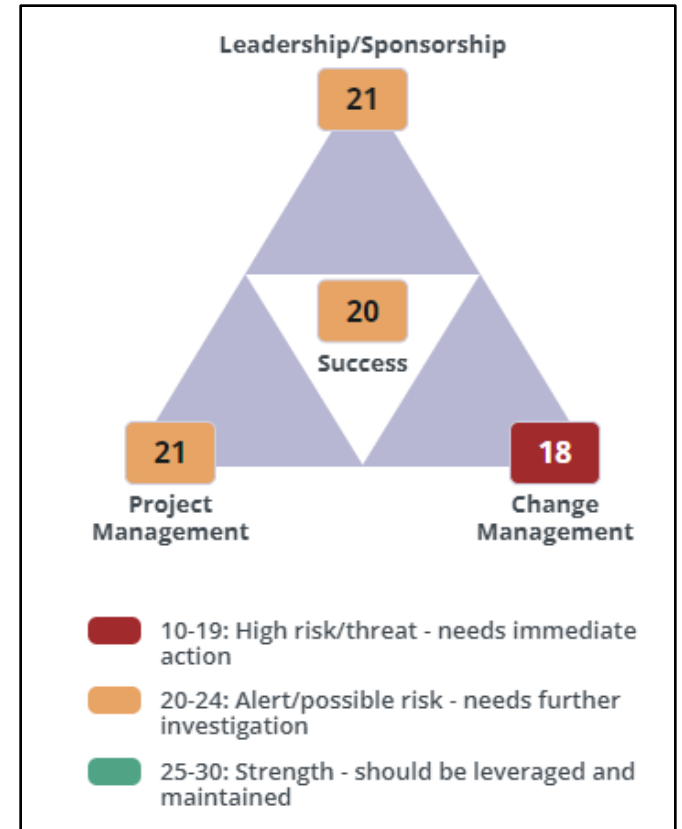 Leadership/Sponsorship
21
20
Success
21
18
Project
Management
Change
Management
10-19: High risk/threat - needs immediate
action
20-24: Alert/possible risk - needs further
investigation
25-30: Strength - should be leveraged and
maintained